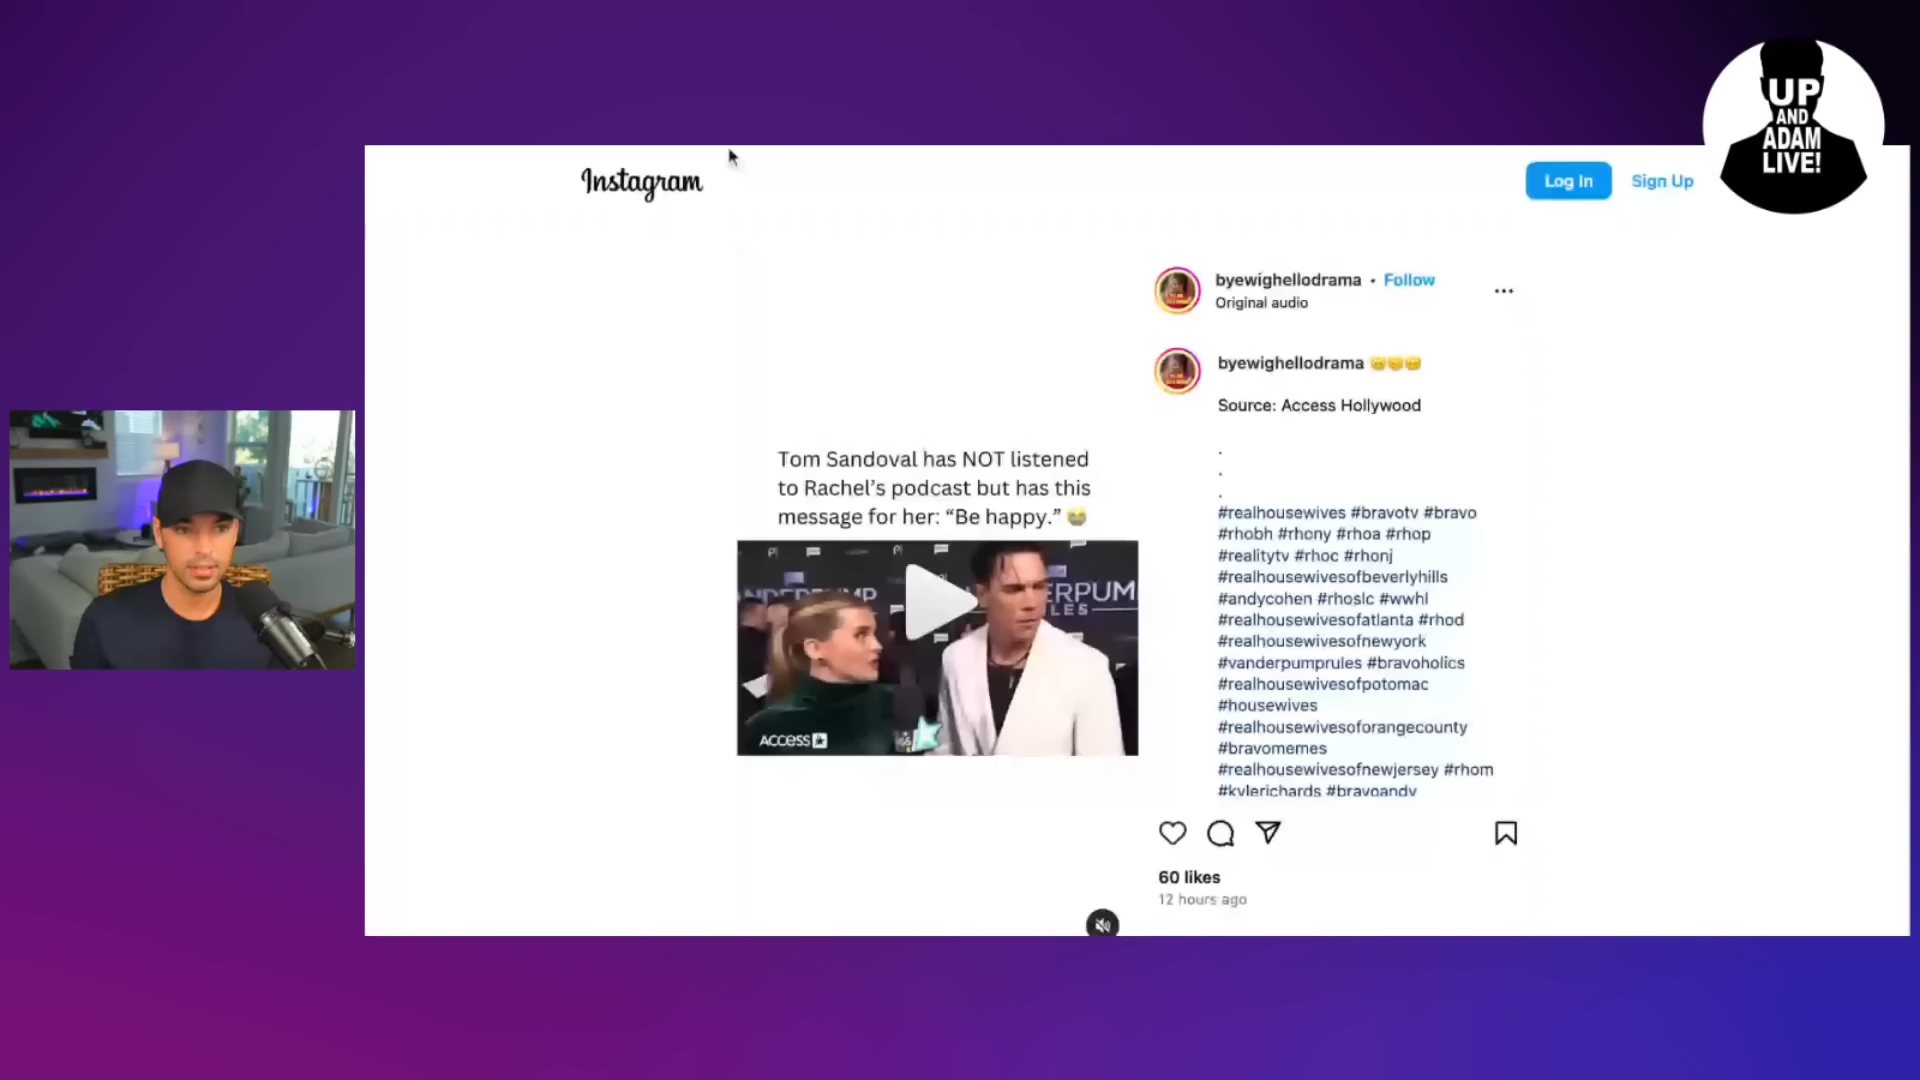 UP
AND
ADAM
LIVE!
Instagram
Log In
Sign Up
byewighellodrama • Follow
Original audio
byewighellodrama 😇😇😇
Source: Access Hollywood
.
.
.
Tom Sandoval has NOT listened
to Rachel's podcast but has this
message for her: "Be happy." 😭
#realhousewives #bravotv #bravo
#rhobh #rhony #rhoa #rhop
#realitytv #rhoc #rhonj
#realhousewivesofbeverlyhills
#andycohen #rhoslc #wwhl
#realhousewivesofatlanta #rhod
#realhousewivesofnewyork
#vanderpumprules #bravoholics
#realhousewivesofpotomac
#housewives
#realhousewivesoforangecounty
#bravomemes
#realhousewivesofnewjersey #rhom
#kylerichards #bravoandy
ACCESS
60 likes
12 hours ago